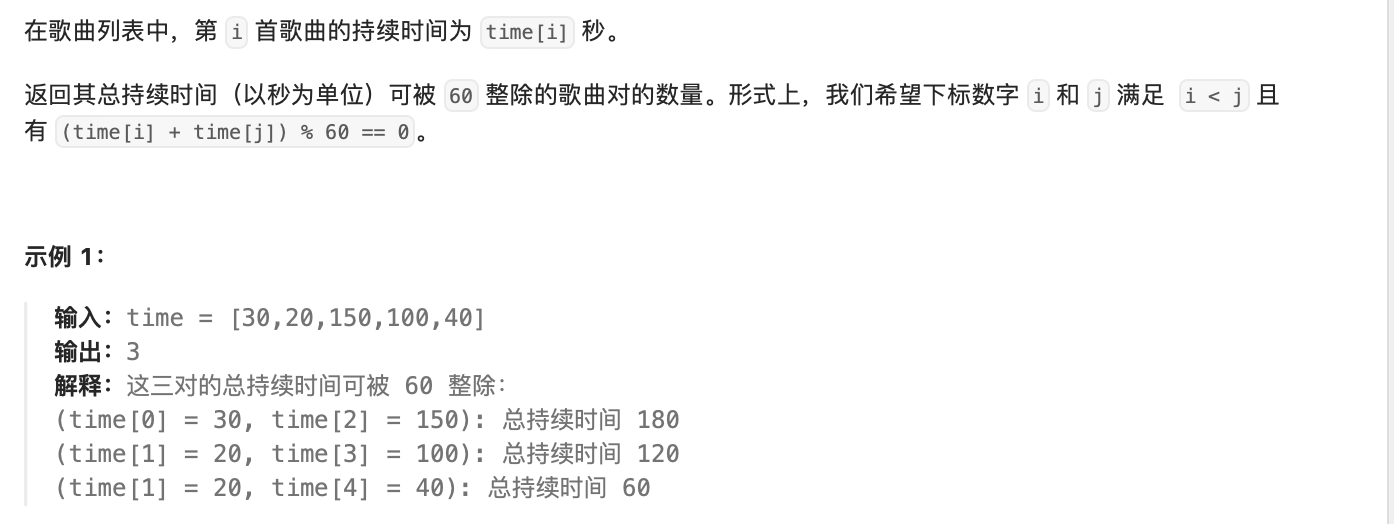 在歌曲列表中，第 i 首歌曲的持续时间为 time[i] 秒。
返回其总持续时间（以秒为单位）可被 60 整除的歌曲对的数量。形式上，我们希望下标数字 i 和 j 满足 i < j 且
有 (time[i] + time[j]) % 60 == 0。
示例 1：
输入：time = [30,20,150,100,40]
输出：3
解释：这三对的总持续时间可被 60 整除：
(time[0] = 30, time[2] = 150): 总持续时间 180
(time[1] = 20, time[3] = 100): 总持续时间 120
(time[1] = 20, time[4] = 40): 总持续时间 60